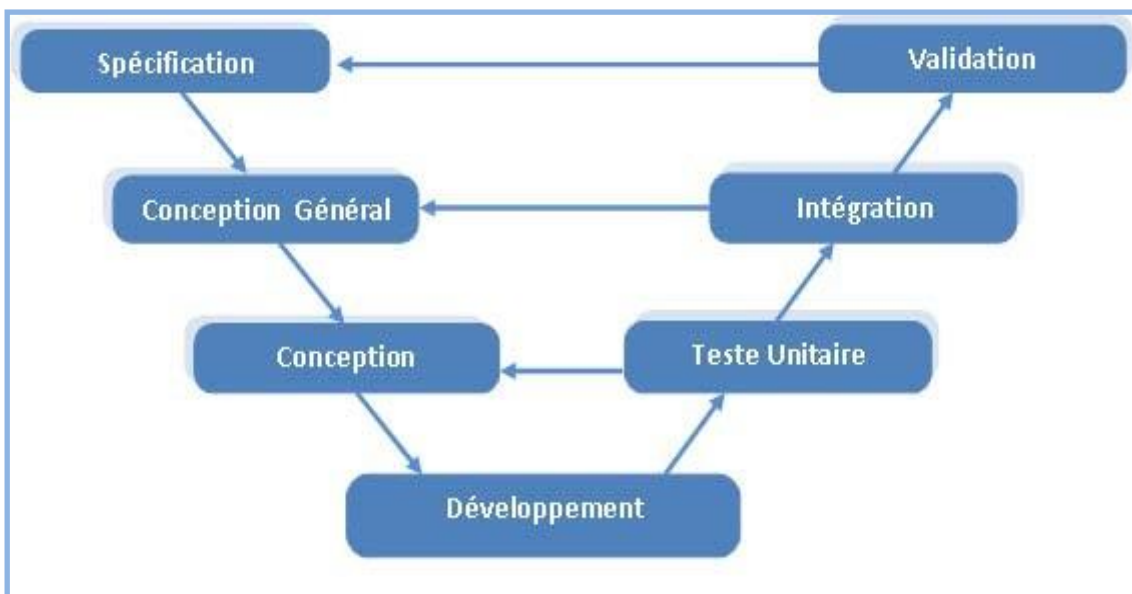 Spécification
Validation
Conception Général
Intégration
Conception
Teste Unitaire
Développement